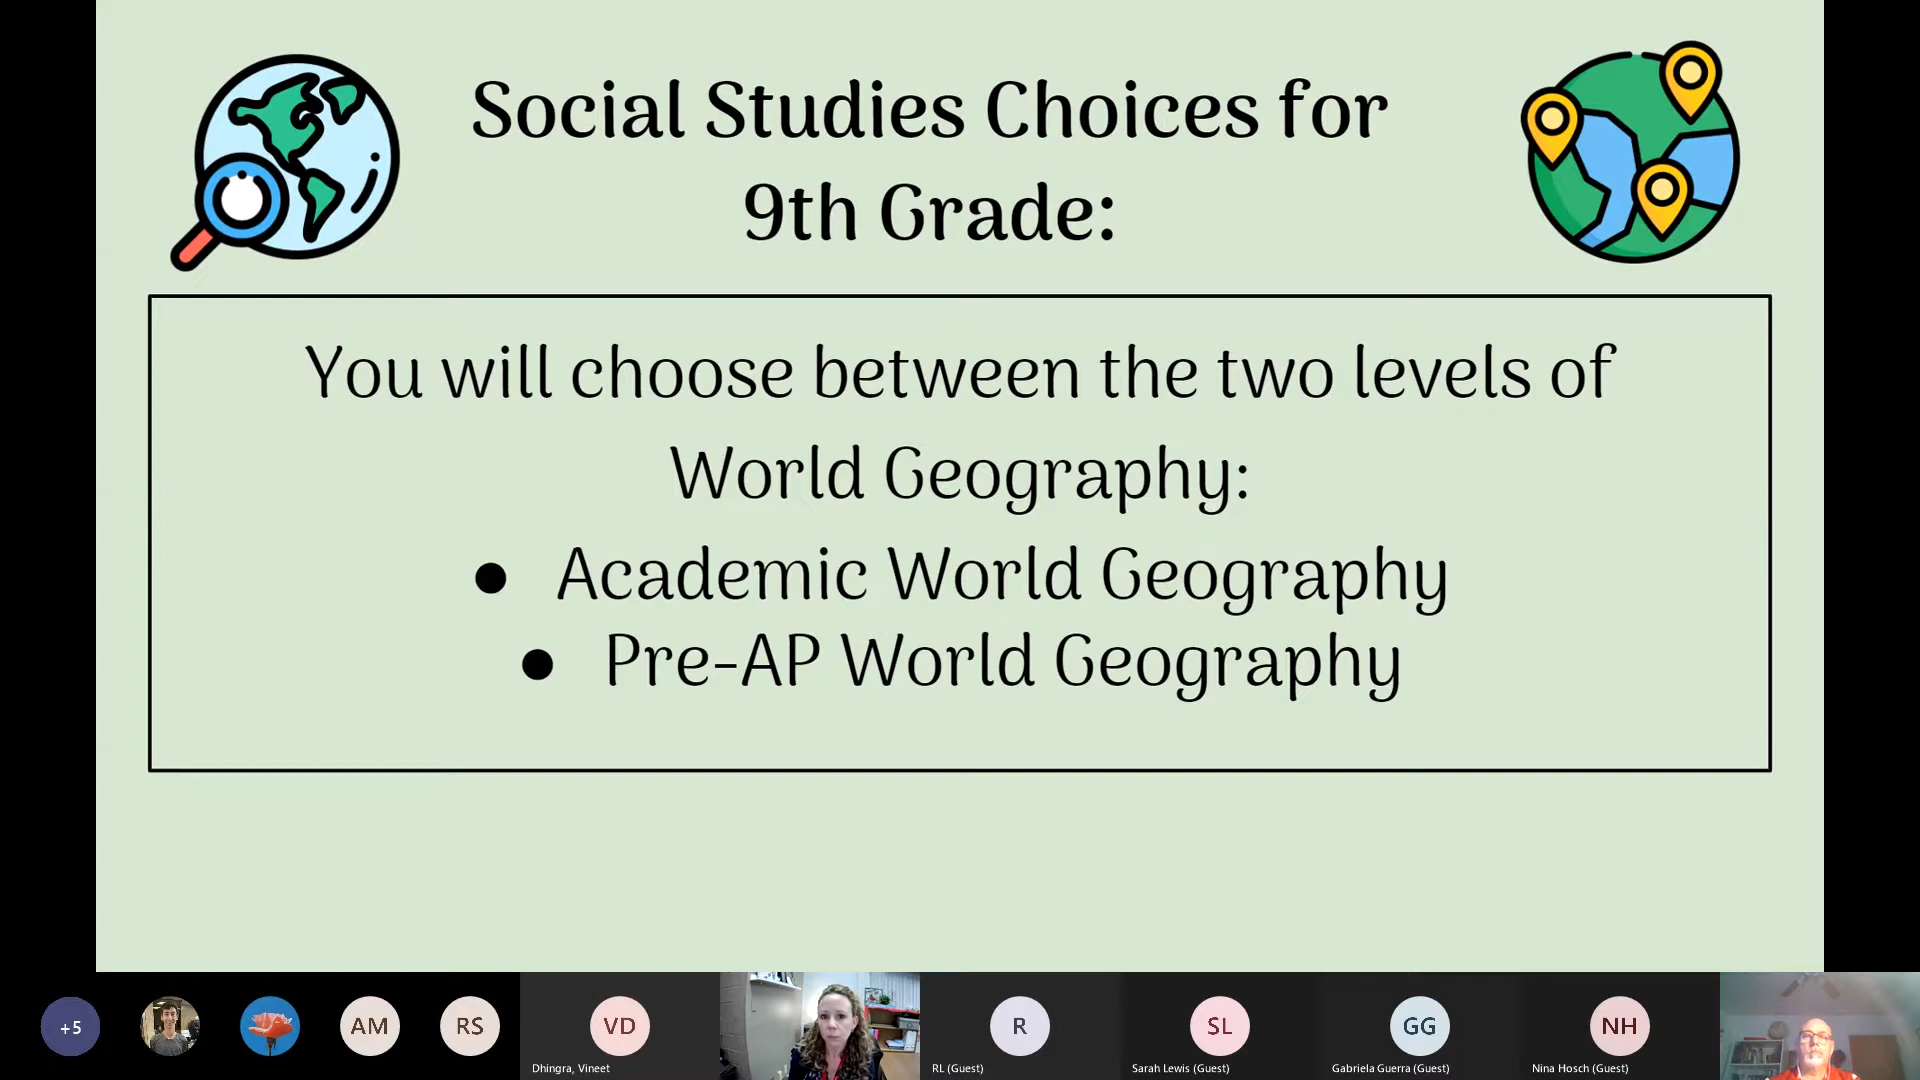 Social Studies Choices for
9th Grade:
You will choose between the two levels of
World Geography:
● Academic World Geography
● Pre-AP World Geography
+5
AM
RS
VD
Dhingra, Vineet
R
RL (Guest)
SL
Sarah Lewis (Guest)
GG
Gabriela Guerra (Guest)
NH
Nina Hosch (Guest)